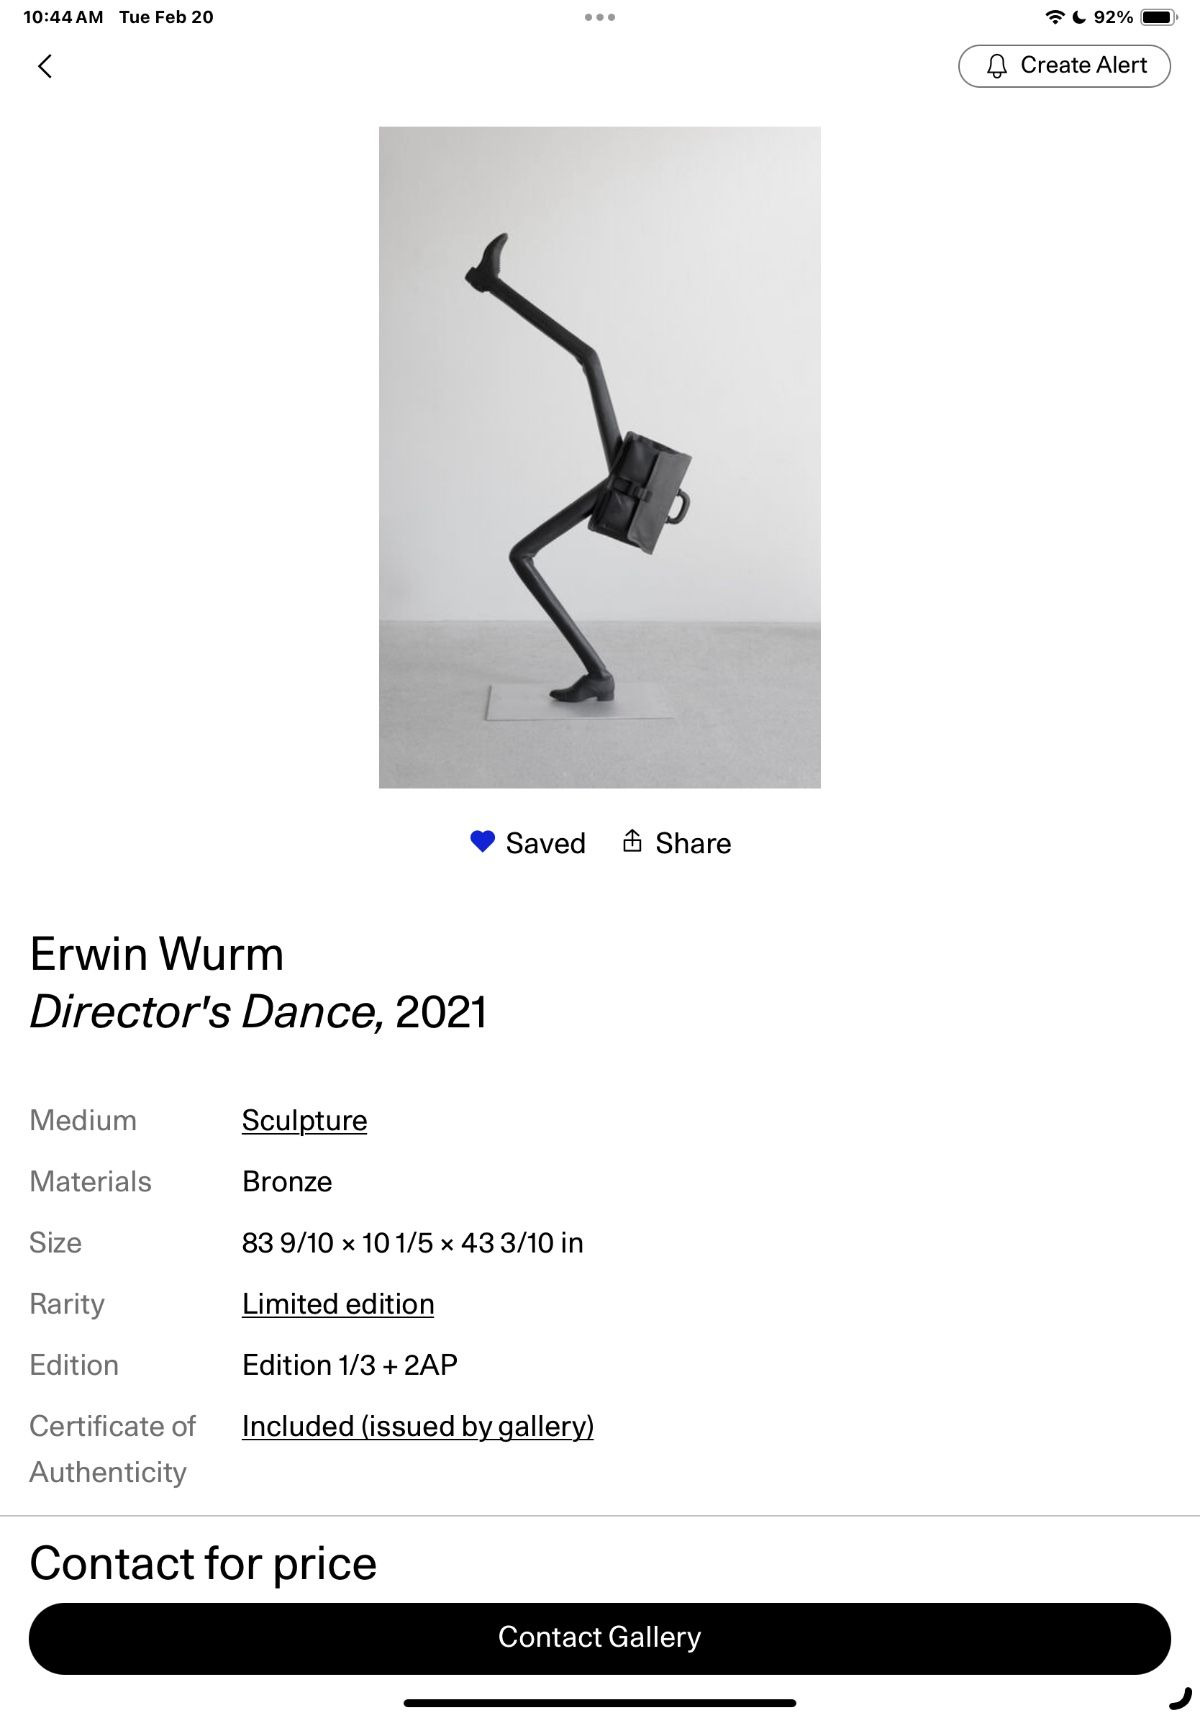 10:44 AM Tue Feb 20
92%
Create Alert
Saved Share
Erwin Wurm
Director's Dance, 2021
Medium Sculpture
Materials Bronze
Size 83 9/10 × 10 1/5 × 43 3/10 in
Rarity Limited edition
Edition Edition 1/3 + 2AP
Certificate of Included (issued by gallery)
Authenticity
Contact for price
Contact Gallery